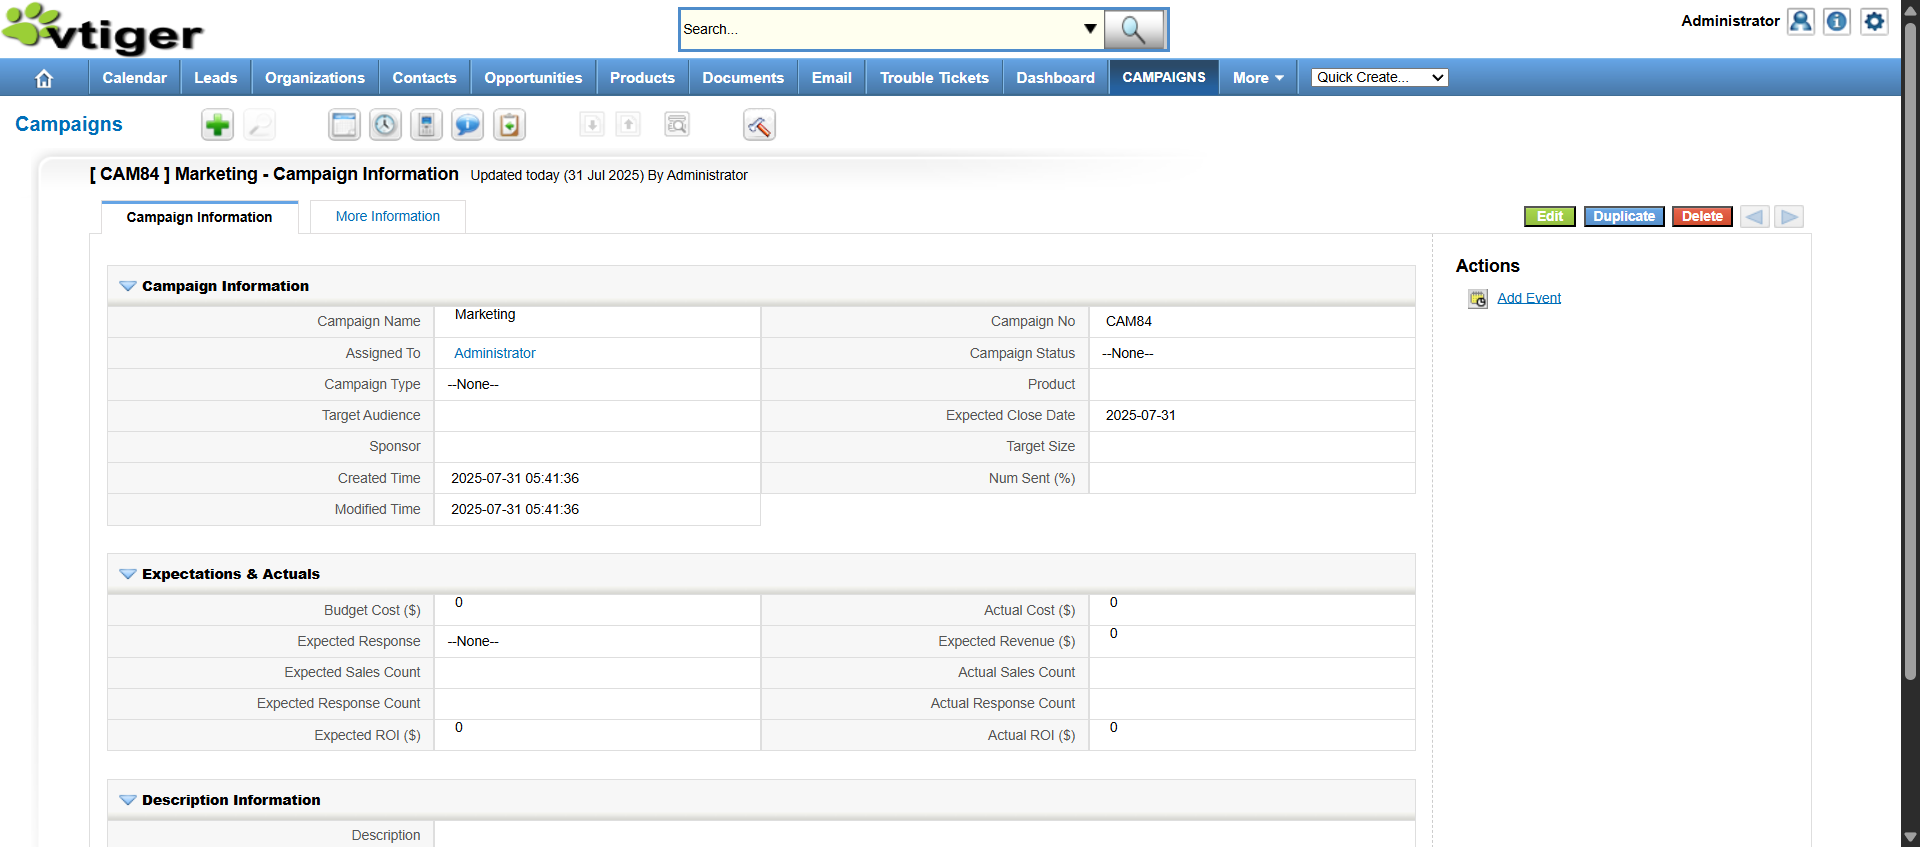 vtiger
Search...
Administrator
Calendar Leads Organizations Contacts Opportunities Products Documents Email Trouble Tickets Dashboard CAMPAIGNS More Quick Create...
Campaigns
[ CAM84 ] Marketing - Campaign Information Updated today (31 Jul 2025) By Administrator
Campaign Information More Information Edit Duplicate Delete
Actions
Add Event
Campaign Information
Campaign Name Marketing Campaign No CAM84
Assigned To Administrator Campaign Status --None--
Campaign Type --None-- Product
Target Audience Expected Close Date 2025-07-31
Sponsor Target Size
Created Time 2025-07-31 05:41:36 Num Sent (%)
Modified Time 2025-07-31 05:41:36
Expectations & Actuals
Budget Cost ($) 0 Actual Cost ($) 0
Expected Response --None-- Expected Revenue ($) 0
Expected Sales Count Actual Sales Count
Expected Response Count Actual Response Count
Expected ROI ($) 0 Actual ROI ($) 0
Description Information
Description